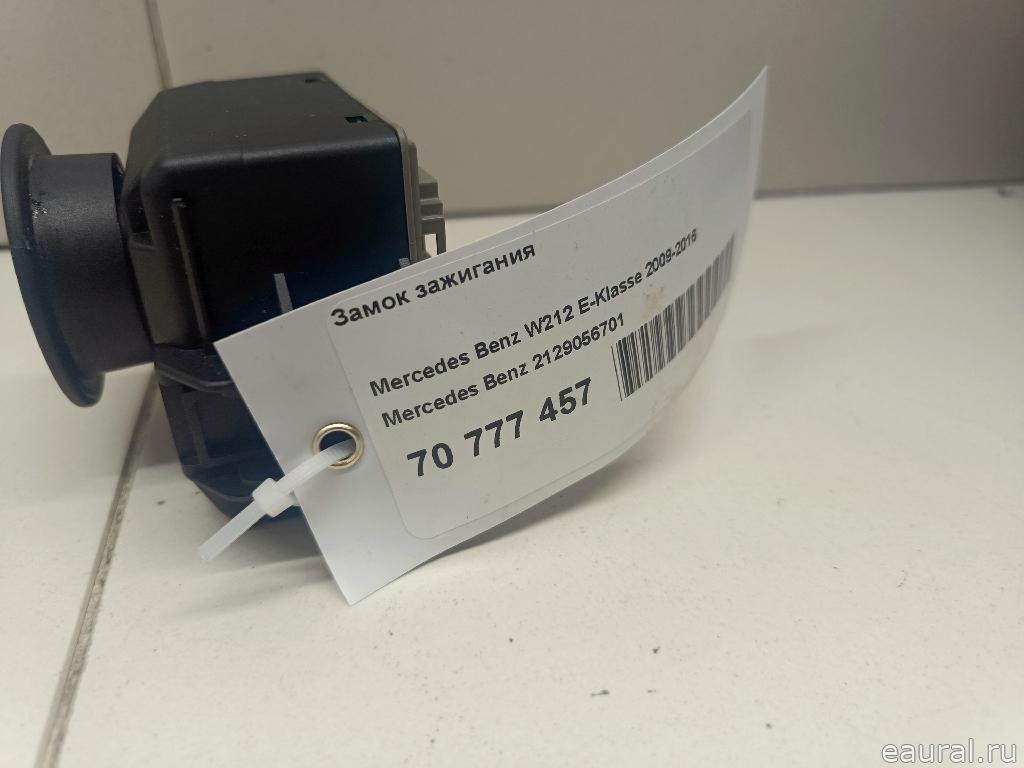 Замок зажигания
Mercedes Benz W212 E-Klasse 2009-2016
Mercedes Benz 2129056701
70 777 457
eaural.ru